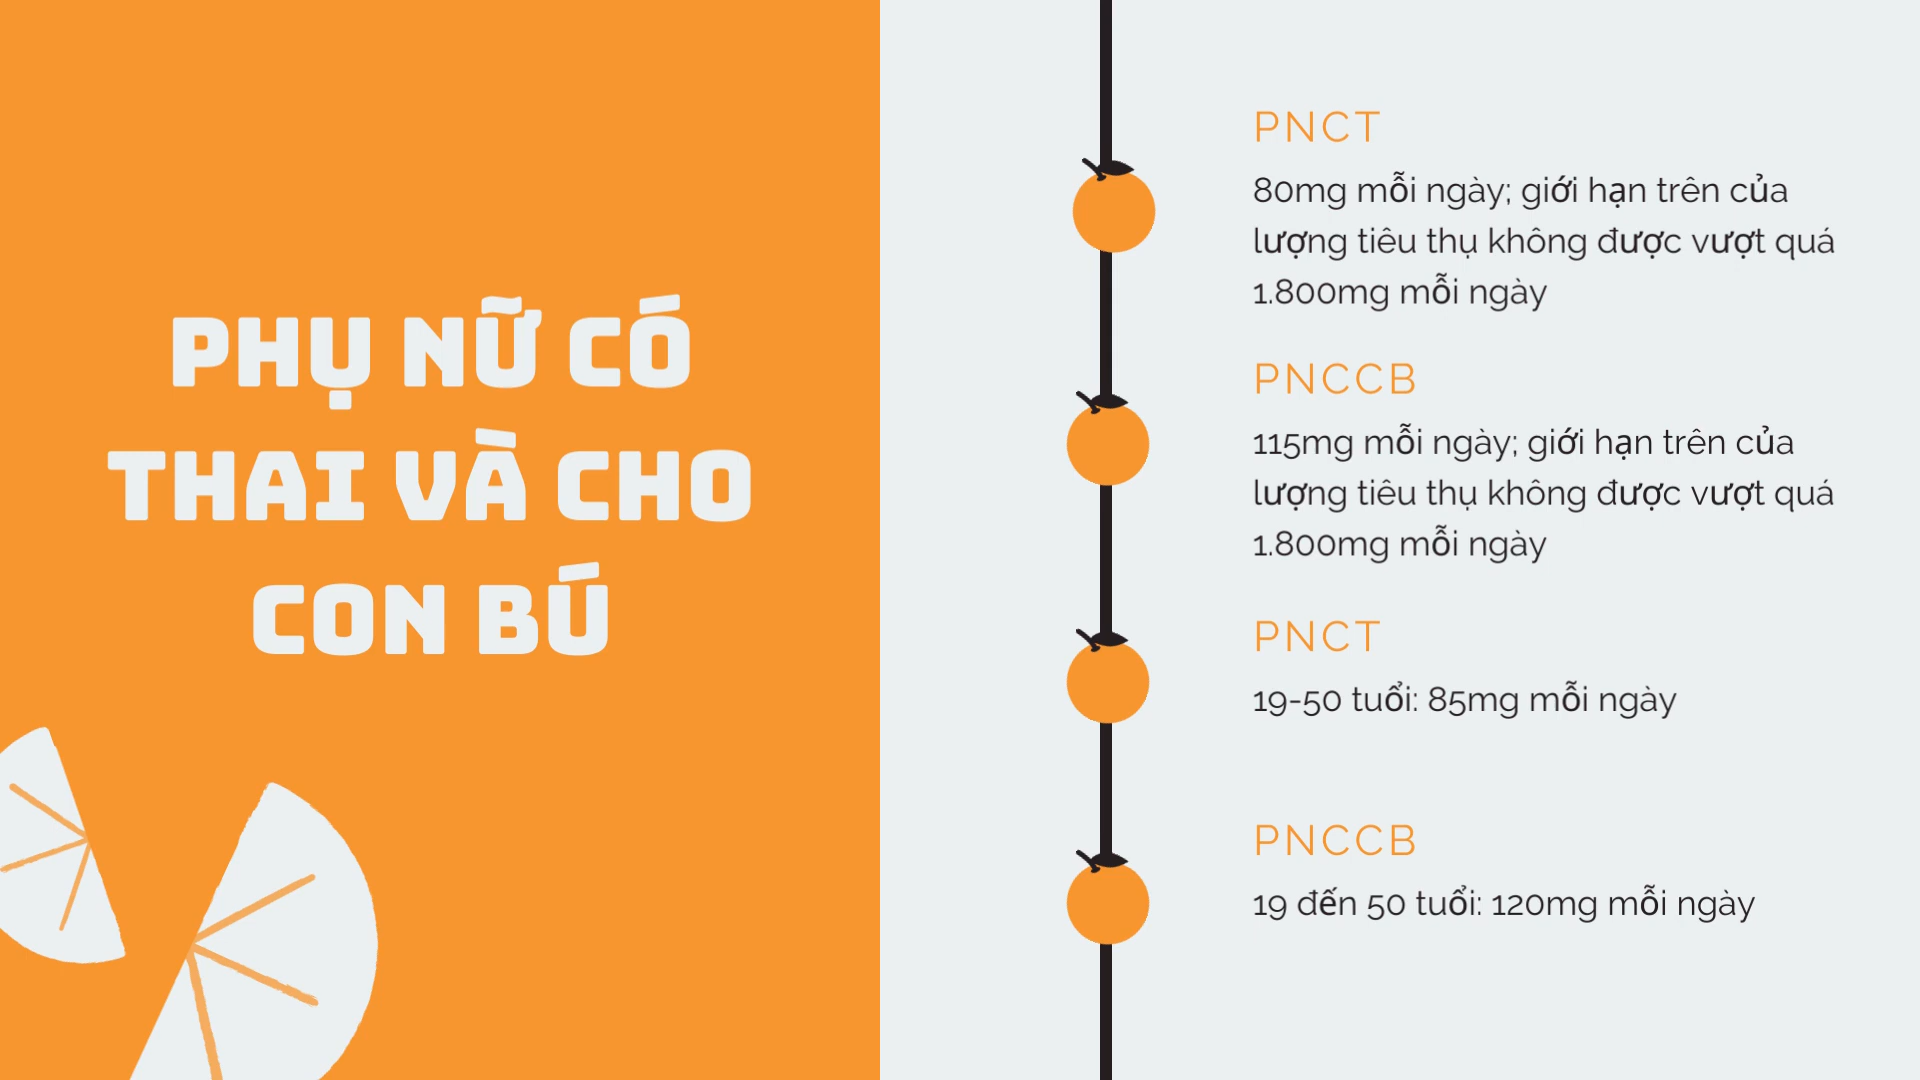 PHỤ NỮ CÓ
THAI VÀ CHO
CON BÚ
PNCT
80mg mỗi ngày; giới hạn trên của
lượng tiêu thụ không được vượt quá
1.800mg mỗi ngày
PNCCB
115mg mỗi ngày; giới hạn trên của
lượng tiêu thụ không được vượt quá
1.800mg mỗi ngày
PNCT
19-50 tuổi: 85mg mỗi ngày
PNCCB
19 đến 50 tuổi: 120mg mỗi ngày